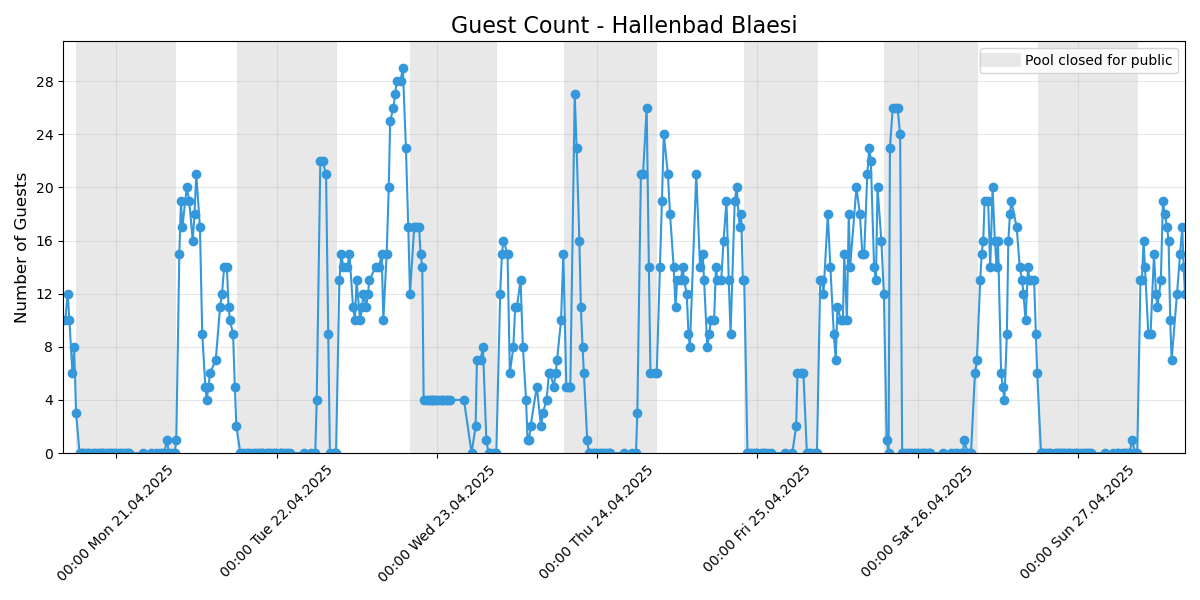 Guest Count - Hallenbad Blaesi
Pool closed for public
Number of Guests
28
24
20
16
12
8
4
0
00:00 Mon 21.04.2025
00:00 Tue 22.04.2025
00:00 Wed 23.04.2025
00:00 Thu 24.04.2025
00:00 Fri 25.04.2025
00:00 Sat 26.04.2025
00:00 Sun 27.04.2025